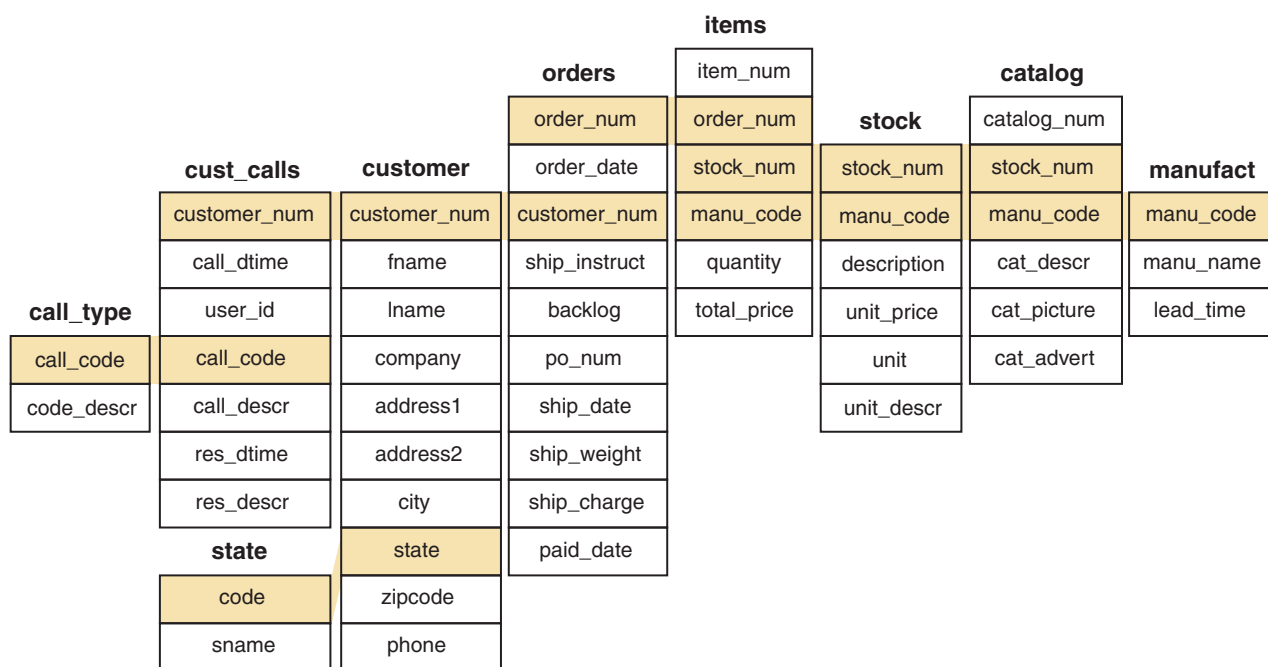 call_type
call_code
code_descr
cust_calls
customer_num
call_dtime
user_id
call_code
call_descr
res_dtime
res_descr
state
code
sname
customer
customer_num
fname
lname
company
address1
address2
city
state
zipcode
phone
orders
order_num
order_date
customer_num
ship_instruct
backlog
po_num
ship_date
ship_weight
ship_charge
paid_date
items
item_num
order_num
stock_num
manu_code
quantity
total_price
stock
stock_num
manu_code
description
unit_price
unit
unit_descr
catalog
catalog_num
stock_num
manu_code
cat_descr
cat_picture
cat_advert
manufact
manu_code
manu_name
lead_time